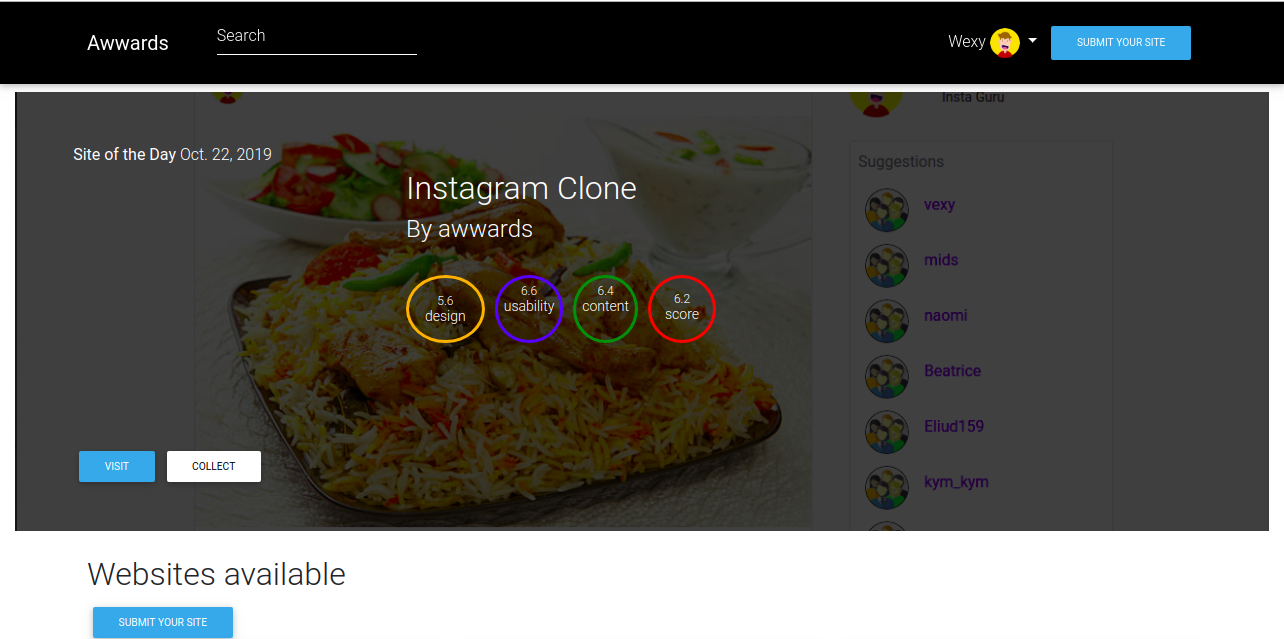 Awwards
Search
Wexy
SUBMIT YOUR SITE
Insta Guru
Site of the Day Oct. 22, 2019
Suggestions
Instagram Clone
By awwards
vexy
mids
naomi
Beatrice
Eliud159
kym_kym
5.6
design
6.6
usability
6.4
content
6.2
score
VISIT
COLLECT
Websites available
SUBMIT YOUR SITE